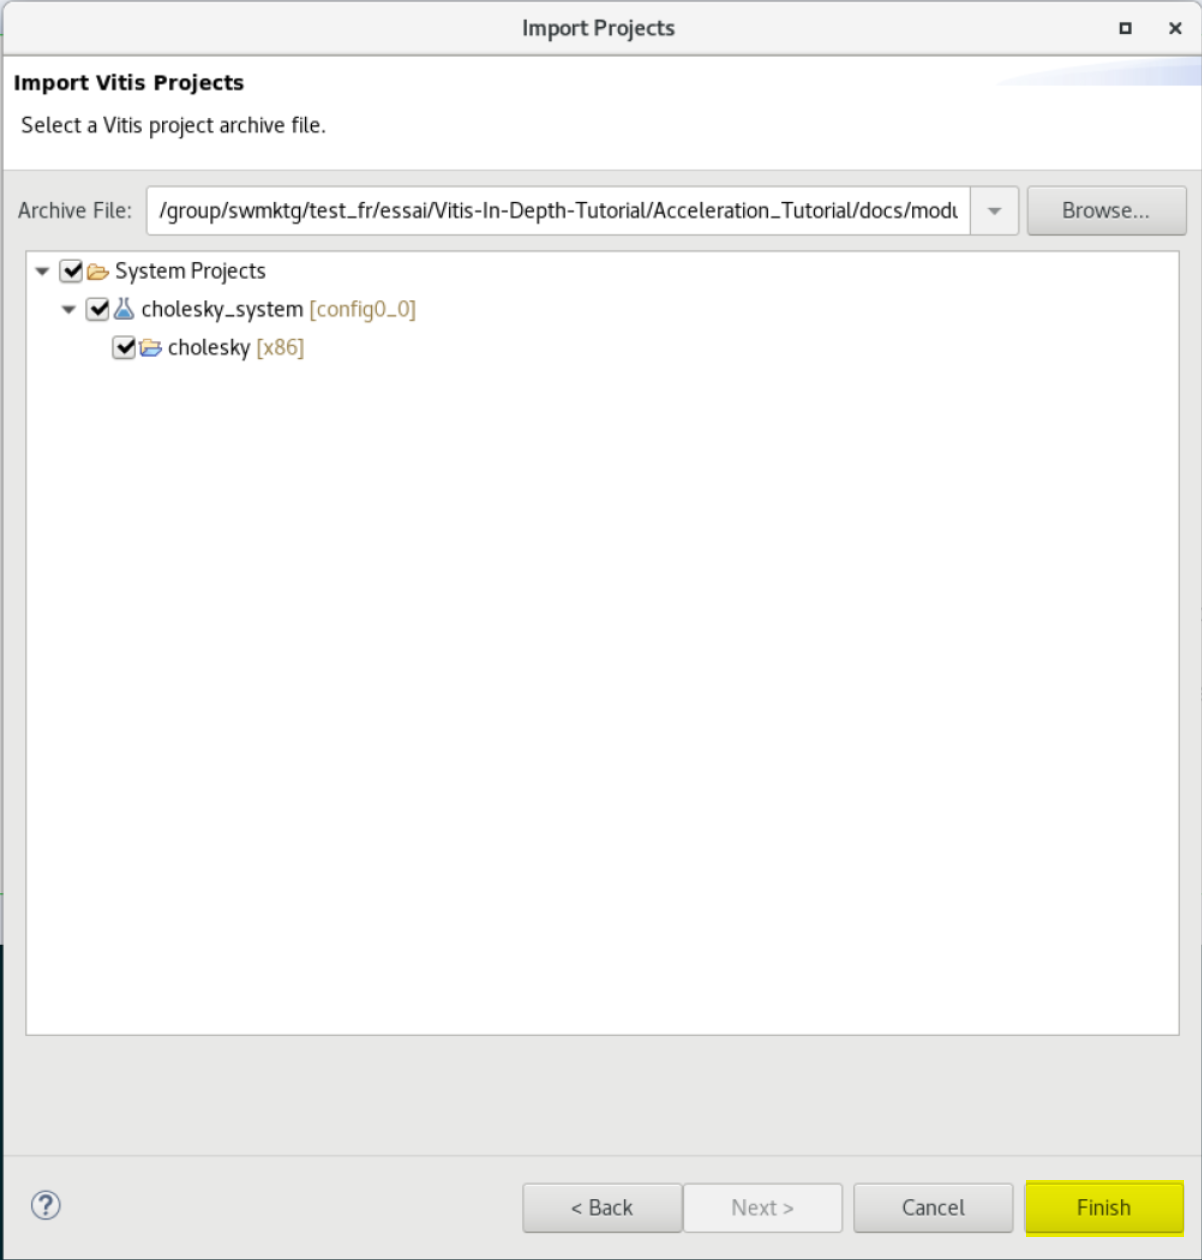 Import Projects
Import Vitis Projects
Select a Vitis project archive file.
Archive File: /group/swmktg/test_fr/essai/Vitis-In-Depth-Tutorial/Acceleration_Tutorial/docs/modu Browse...
System Projects
cholesky_system [config0_0]
cholesky [x86]
? < Back Next > Cancel Finish